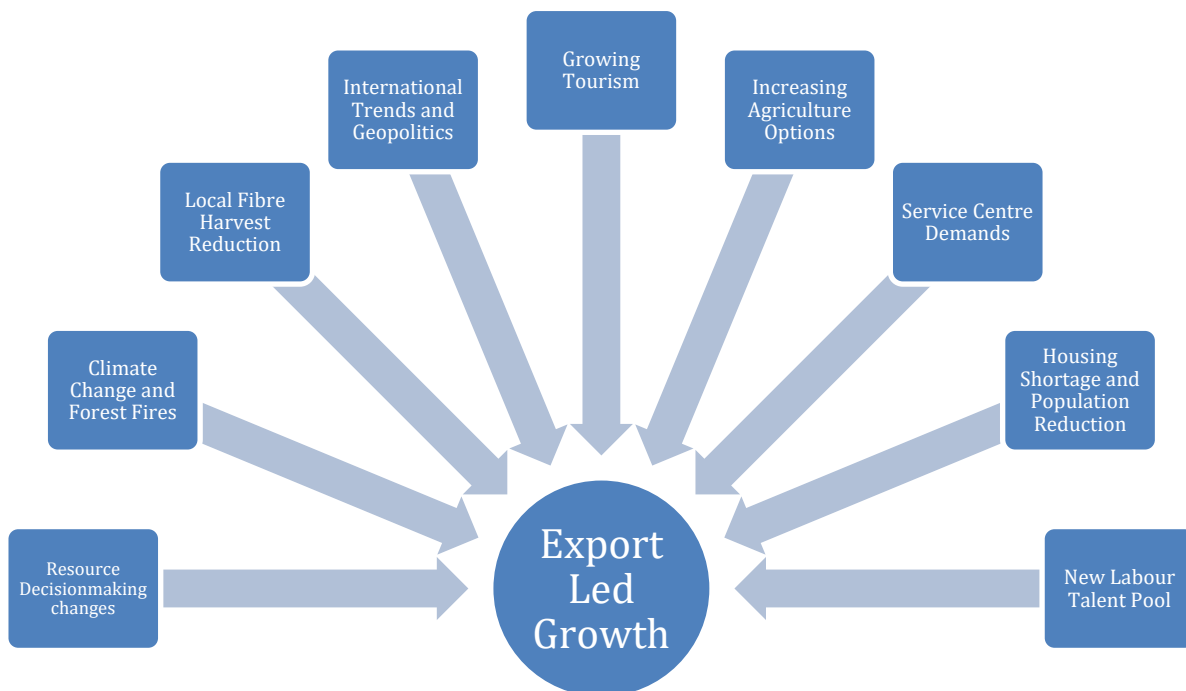 Resource
Decisionmaking
changes
Climate
Change and
Forest Fires
Local Fibre
Harvest
Reduction
International
Trends and
Geopolitics
Growing
Tourism
Increasing
Agriculture
Options
Service Centre
Demands
Housing
Shortage and
Population
Reduction
New Labour
Talent Pool
Export
Led
Growth